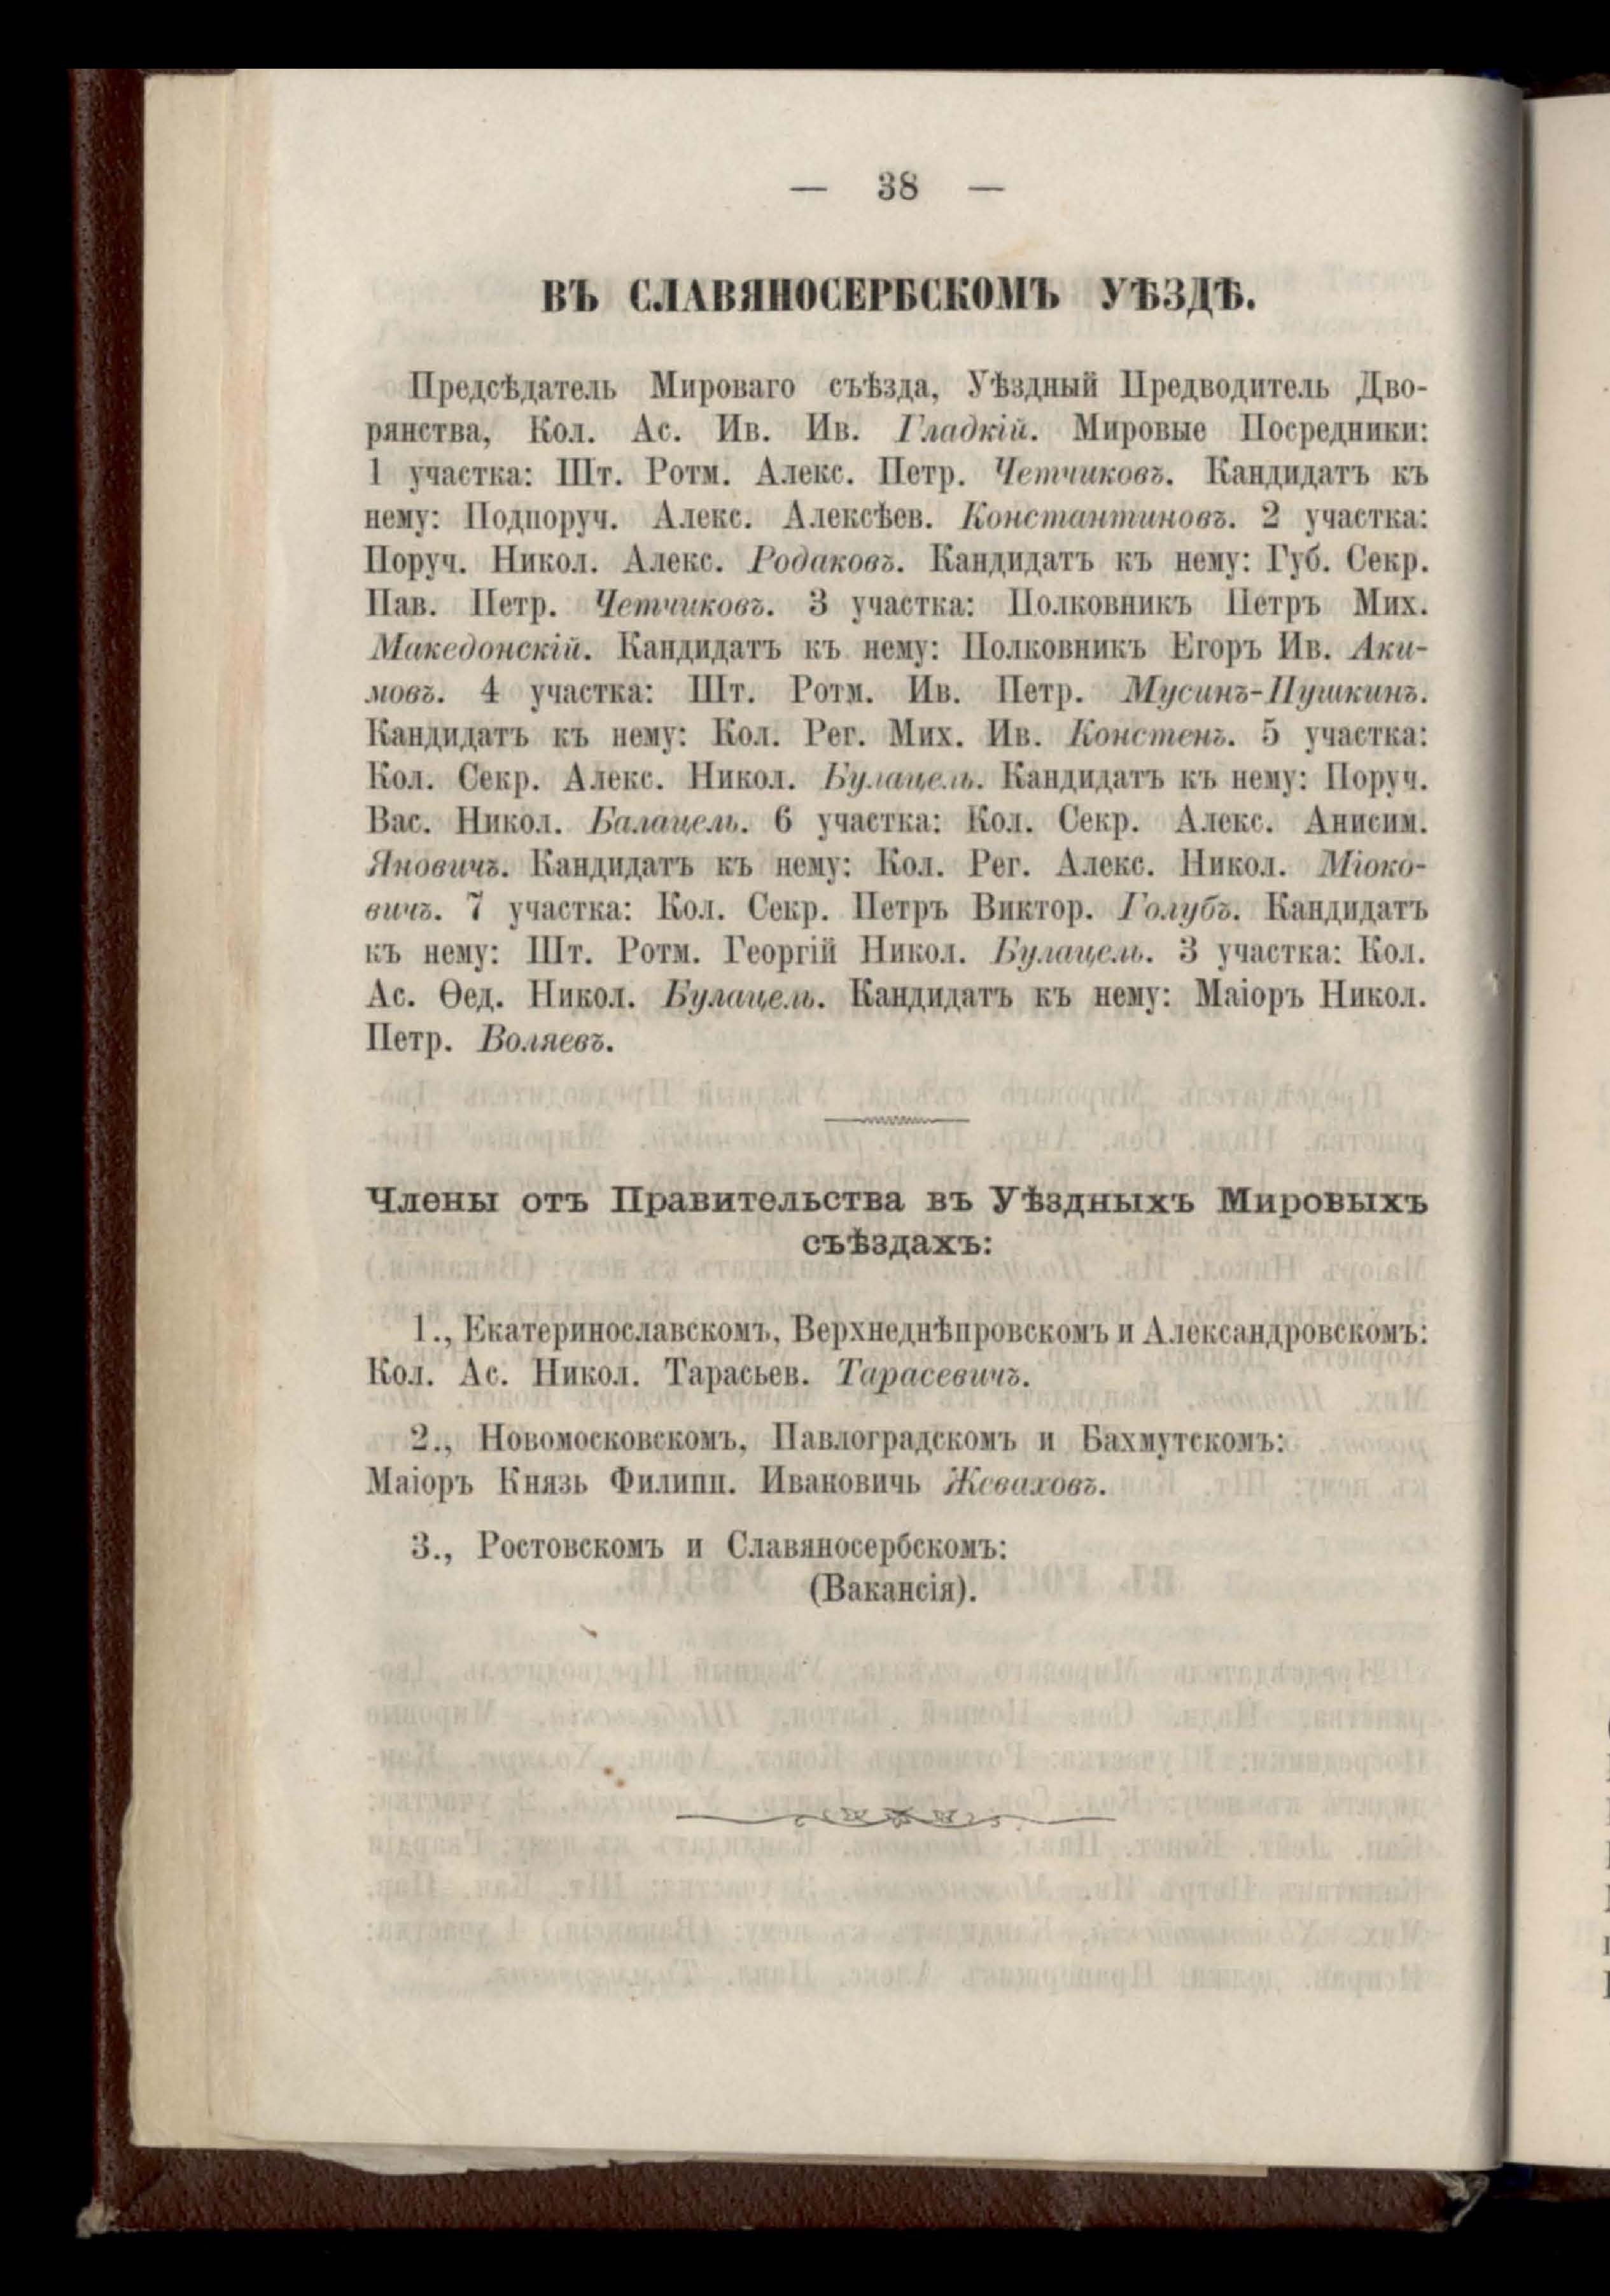 — 38 —
ВЪ СЛАВЯНОСЕРБСКОМЪ УѢЗДѢ.
Предсѣдатель Мироваго съѣзда, Уѣздный Предводитель Дво-
рянства, Кол. Ас. Ив. Ив. Гладкій. Мировые Посредники:
1 участка: Шт. Ротм. Алекс. Петр. Четчиковъ. Кандидатъ къ
нему: Подпоруч. Алекс. Алексѣев. Константиновъ. 2 участка:
Поруч. Никол. Алекс. Родаковъ. Кандидатъ къ нему: Губ. Секр.
Пав. Петр. Четчиковъ. 3 участка: Полковникъ Петръ Мих.
Македонскій. Кандидатъ къ нему: Полковникъ Егоръ Ив. Аки-
мовъ. 4 участка: Шт. Ротм. Ив. Петр. Мусинъ-Пушкинъ.
Кандидатъ къ нему: Кол. Рег. Мих. Ив. Констенъ. 5 участка:
Кол. Секр. Алекс. Никол. Булацель. Кандидатъ къ нему: Поруч.
Вас. Никол. Балацель. 6 участка: Кол. Секр. Алекс. Анисим.
Яновичъ. Кандидатъ къ нему: Кол. Рег. Алекс. Никол. Міоко-
вичъ. 7 участка: Кол. Секр. Петръ Виктор. Голубъ. Кандидатъ
къ нему: Шт. Ротм. Георгій Никол. Булацель. 3 участка: Кол.
Ас. Ѳед. Никол. Булацель. Кандидатъ къ нему: Маіоръ Никол.
Петр. Воляевъ.
Члены отъ Правительства въ Уѣздныхъ Мировыхъ
съѣздахъ:
1., Екатеринославскомъ, Верхнеднѣпровскомъ и Александровскомъ:
Кол. Ас. Никол. Тарасьев. Тарасевичъ.
2., Новомосковскомъ, Павлоградскомъ и Бахмутскомъ:
Маіоръ Князь Филипп. Ивановичь Жеваховъ.
3., Ростовскомъ и Славяносербскомъ:
(Вакансія).